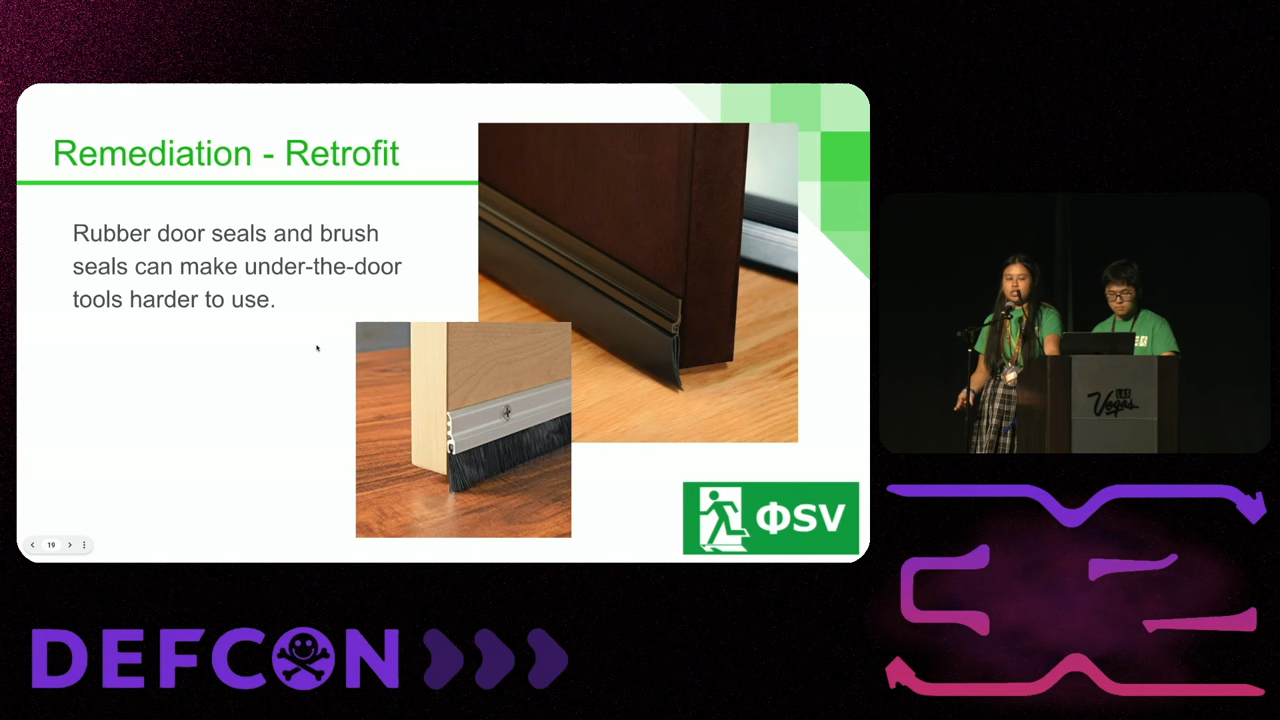 Remediation - Retrofit
Rubber door seals and brush
seals can make under-the-door
tools harder to use.
ΦSV
19
Vegas
DEFCON